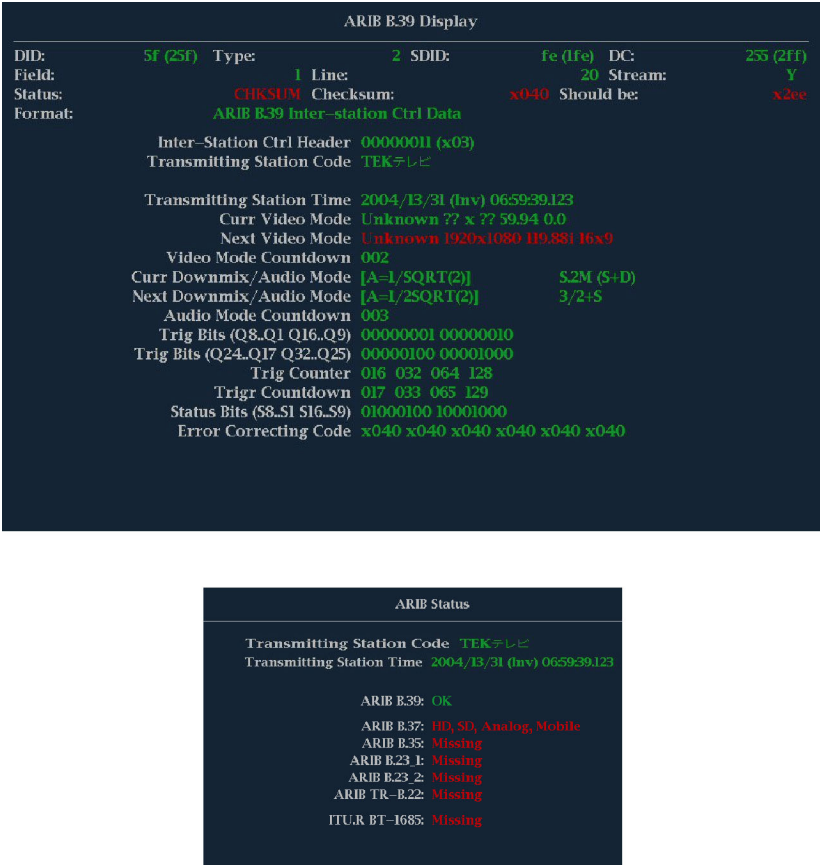 ARIB B.39 Display
DID: 5f (25f) Type: 2 SDID: fe (1fe) DC: 255 (2ff)
Field: 1 Line: 20 Stream: Y
Status: CHKSUM Checksum: x040 Should be: x2ee
Format: ARIB B.39 Inter-station Ctrl Data
Inter-Station Ctrl Header 00000011 (x03)
Transmitting Station Code TEKテレビ
Transmitting Station Time 2004/13/31 (Inv) 06:59:39.123
Curr Video Mode Unknown ?? x ?? 59.94 0.0
Next Video Mode Unknown 1920x1080 119.881 16x9
Video Mode Countdown 002
Curr Downmix/Audio Mode [A=1/SQRT(2)] S.2M (S+D)
Next Downmix/Audio Mode [A=1/2SQRT(2)] 3/2+S
Audio Mode Countdown 003
Trig Bits (Q8..Q1 Q16..Q9) 00000001 00000010
Trig Bits (Q24..Q17 Q32..Q25) 00000100 00001000
Trig Counter 016 032 064 128
Trigr Countdown 017 033 065 129
Status Bits (S8..S1 S16..S9) 01000100 10001000
Error Correcting Code x040 x040 x040 x040 x040 x040
ARIB Status
Transmitting Station Code TEKテレビ
Transmitting Station Time 2004/13/31 (Inv) 06:59:39.123
ARIB B.39: OK
ARIB B.37: HD, SD, Analog, Mobile
ARIB B.35: Missing
ARIB B.23_1: Missing
ARIB B.23_2: Missing
ARIB TR-B.22: Missing
ITU.R BT-1685: Missing